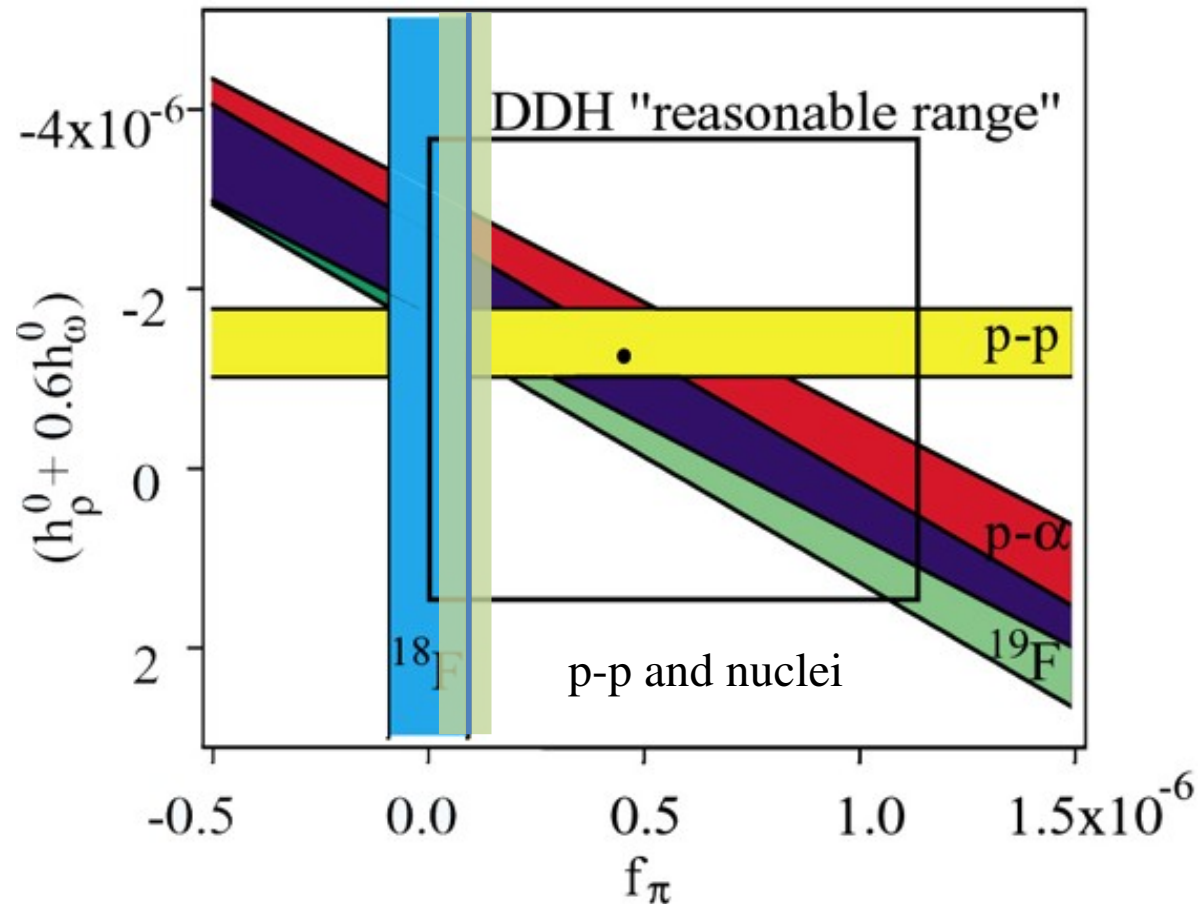 DDH "reasonable range"
-4x10⁻⁶
-2
0
2
(h⁰ρ + 0.6h⁰ω)
p-p
p-α
¹⁸F
¹⁹F
p-p and nuclei
-0.5 0.0 0.5 1.0 1.5x10⁻⁶
fπ